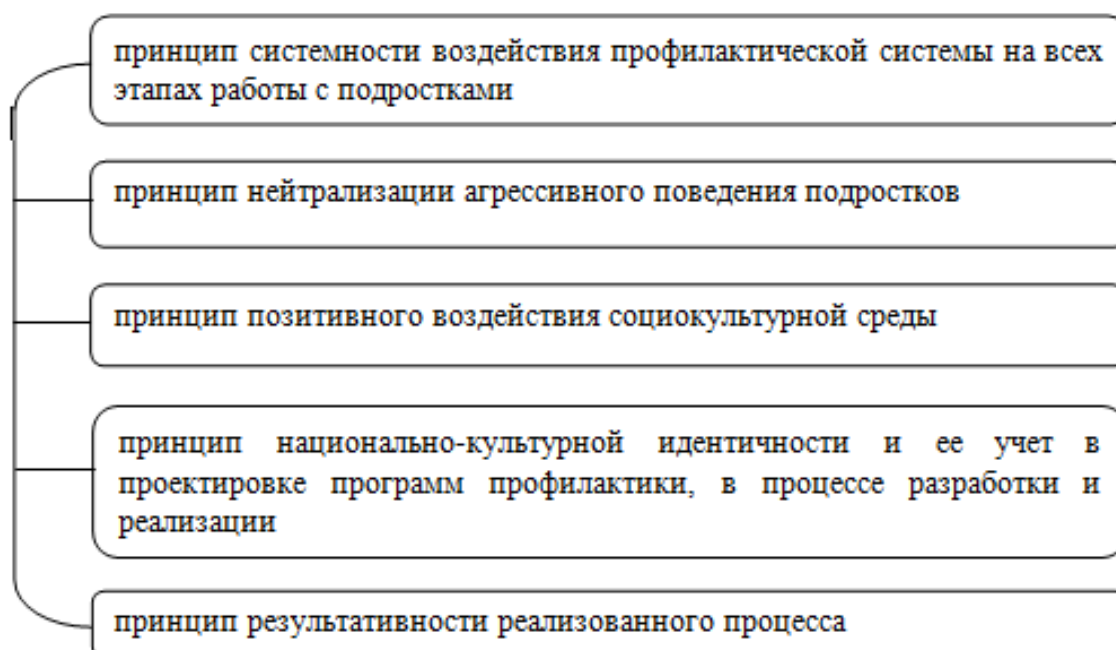 принцип системности воздействия профилактической системы на всех
этапах работы с подростками
принцип нейтрализации агрессивного поведения подростков
принцип позитивного воздействия социокультурной среды
принцип национально-культурной идентичности и ее учет в
проектировке программ профилактики, в процессе разработки и
реализации
принцип результативности реализованного процесса